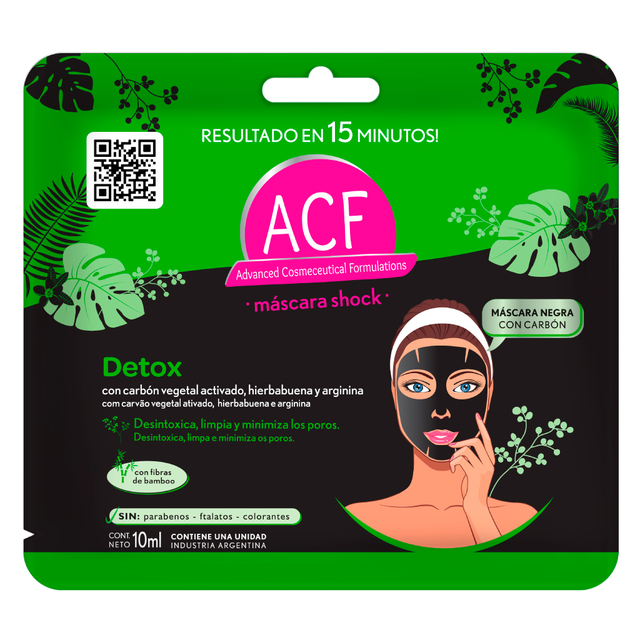 RESULTADO EN 15 MINUTOS!
ACF
Advanced Cosmeceutical Formulations
· máscara shock ·
MÁSCARA NEGRA
CON CARBÓN
Detox
con carbón vegetal activado, hierbabuena y arginina
com carvão vegetal ativado, hierbabuena e arginina
Desintoxica, limpia y minimiza los poros.
Desintoxica, limpa e minimiza os poros.
con fibras
de bamboo
SIN: parabenos - ftalatos - colorantes
CONT. NETO 10ml
CONTIENE UNA UNIDAD
INDUSTRIA ARGENTINA